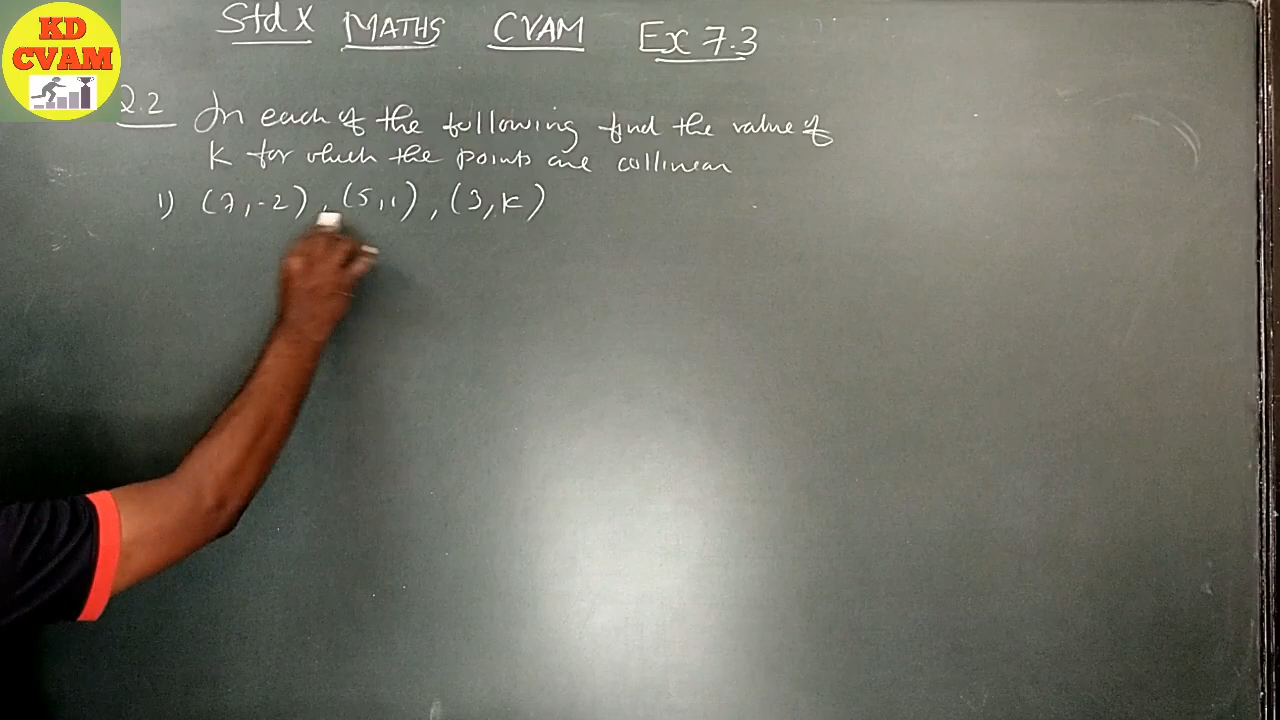 KD
CVAM
Std X MATHS CVAM Ex 7.3
Q.2 In each of the following find the value of
K for which the points are collinear
1) (7,-2), (5,1), (3,K)